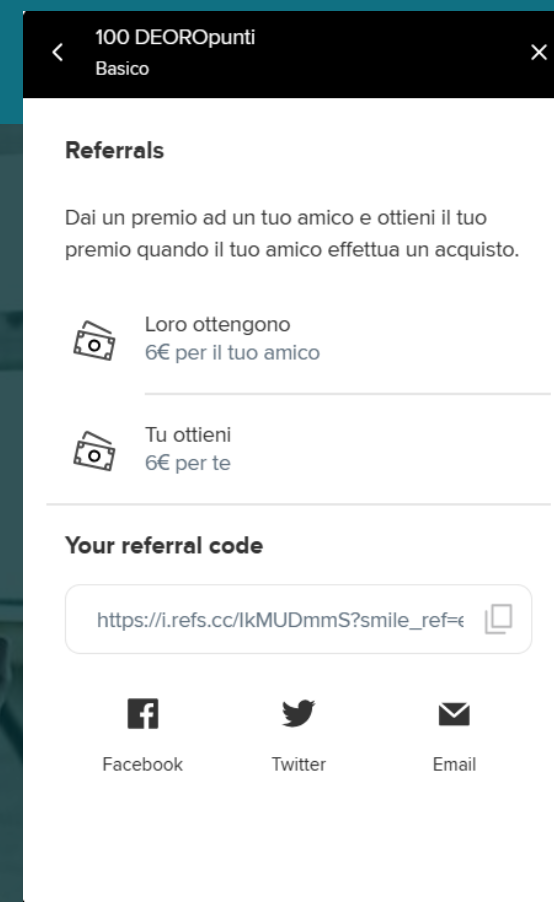 100 DEOROpunti
Basico
Referrals
Dai un premio ad un tuo amico e ottieni il tuo
premio quando il tuo amico effettua un acquisto.
Loro ottengono
6€ per il tuo amico
Tu ottieni
6€ per te
Your referral code
https://i.refs.cc/IkMUDmmS?smile_ref=e
Facebook
Twitter
Email